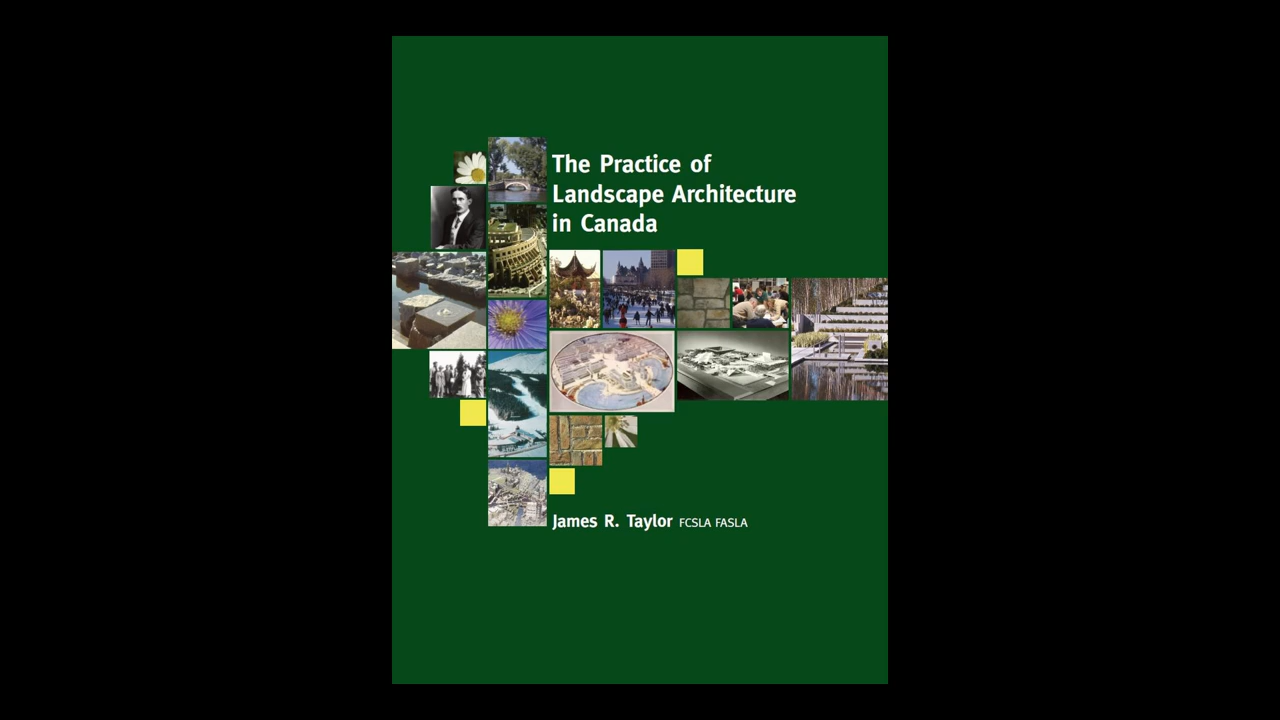 The Practice of
Landscape Architecture
in Canada
James R. Taylor FCSLA FASLA